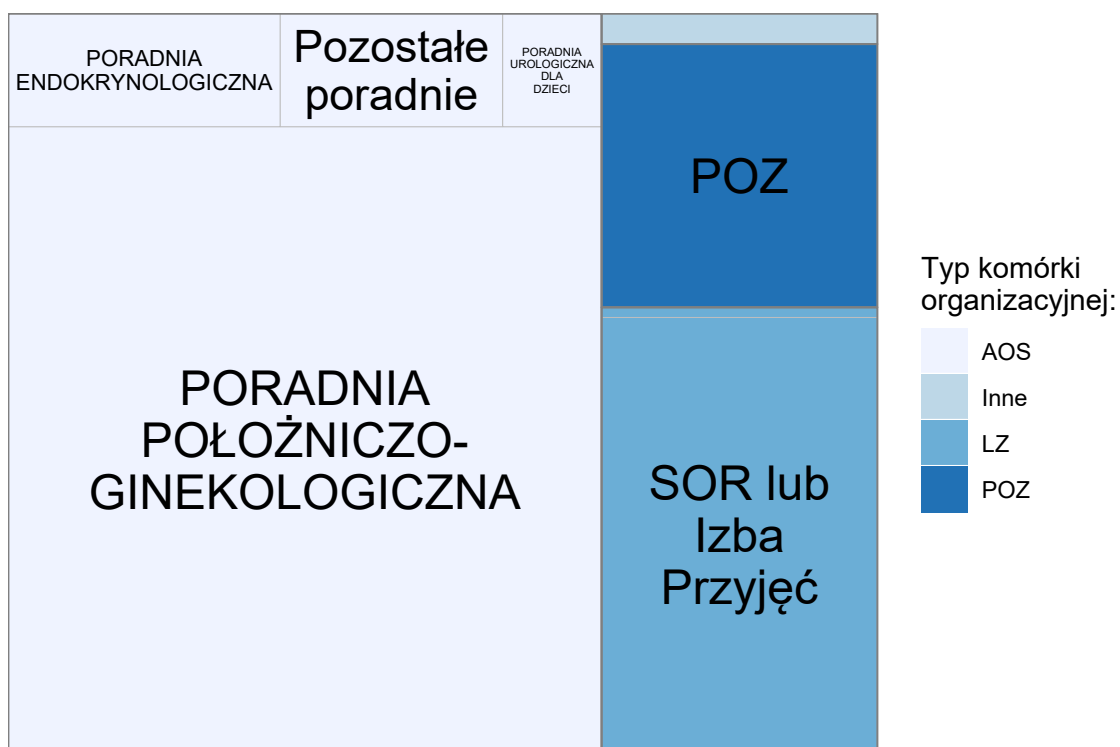 PORADNIA
ENDOKRYNOLOGICZNA
Pozostałe
poradnie
PORADNIA
UROLOGICZNA
DLA
DZIECI
POZ
PORADNIA
POŁOŻNICZO-
GINEKOLOGICZNA
SOR lub
Izba
Przyjęć
Typ komórki
organizacyjnej:
AOS
Inne
LZ
POZ